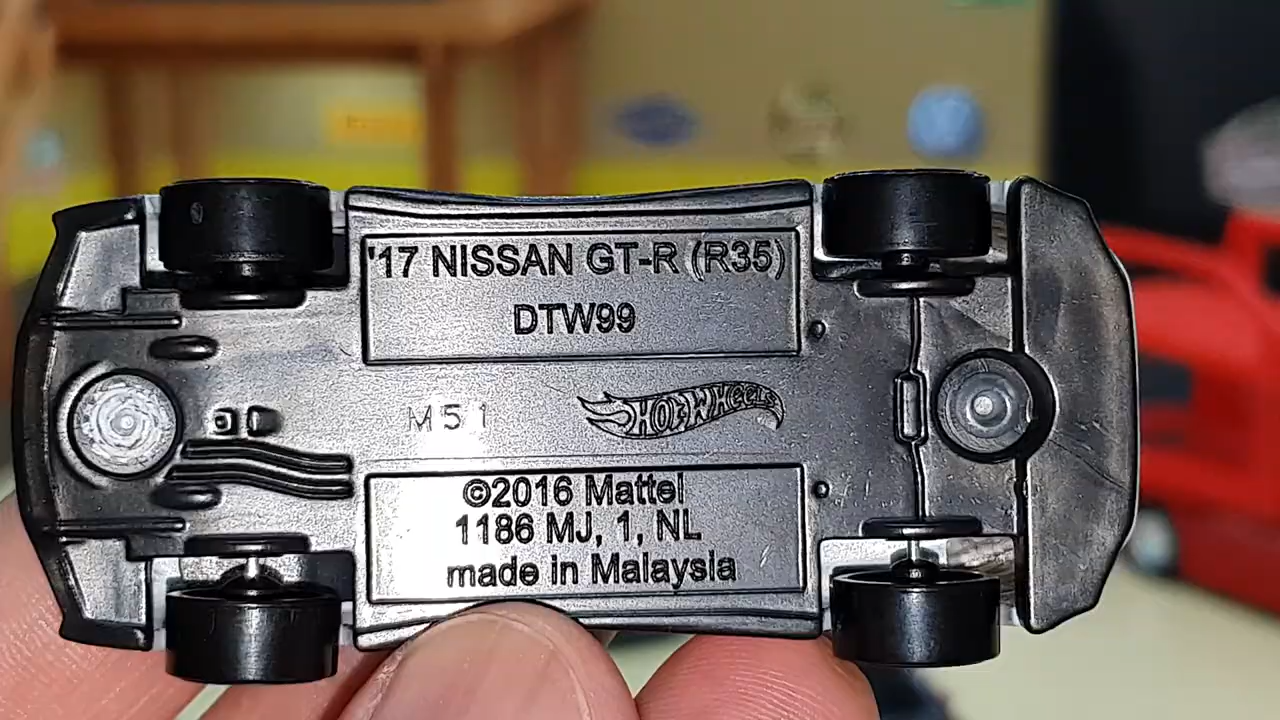 '17 NISSAN GT-R (R35)
DTW99
M51
HOT WHEELS
©2016 Mattel
1186 MJ, 1, NL
made in Malaysia